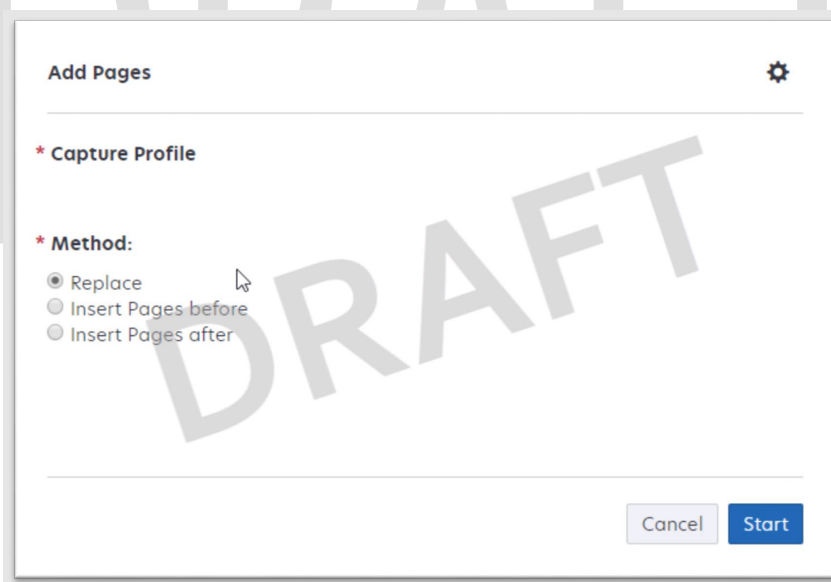 Add Pages
* Capture Profile
* Method:
Replace
Insert Pages before
Insert Pages after
DRAFT
Cancel
Start